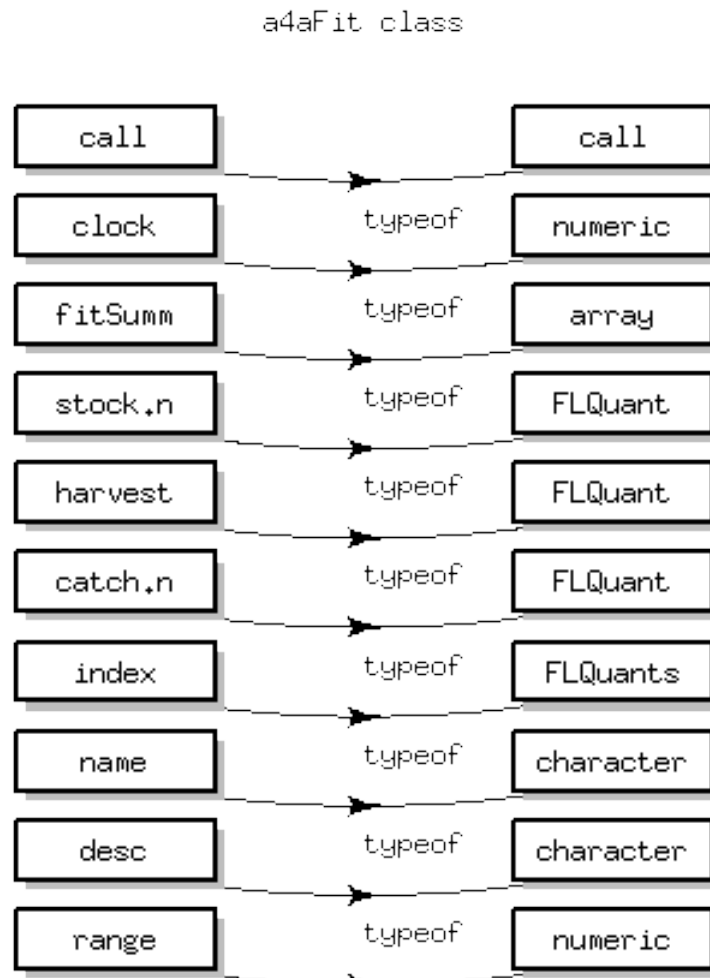 a4aFit class
call call
clock typeof numeric
fitSumm typeof array
stock.n typeof FLQuant
harvest typeof FLQuant
catch.n typeof FLQuant
index typeof FLQuants
name typeof character
desc typeof character
range typeof numeric